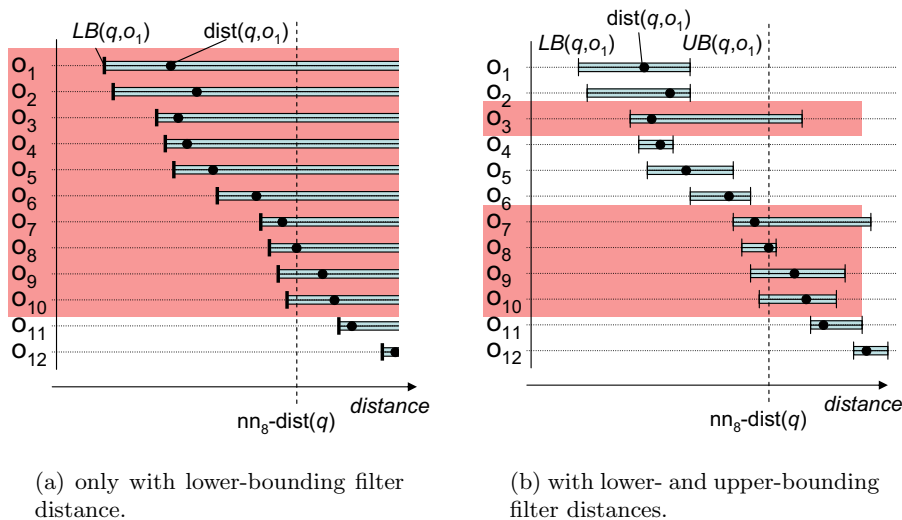 LB(q,o₁) dist(q,o₁)
o₁
o₂
o₃
o₄
o₅
o₆
o₇
o₈
o₉
o₁₀
o₁₁
o₁₂
distance
nn₈-dist(q)
(a) only with lower-bounding filter
distance.
dist(q,o₁)
LB(q,o₁) UB(q,o₁)
o₁
o₂
o₃
o₄
o₅
o₆
o₇
o₈
o₉
o₁₀
o₁₁
o₁₂
distance
nn₈-dist(q)
(b) with lower- and upper-bounding
filter distances.